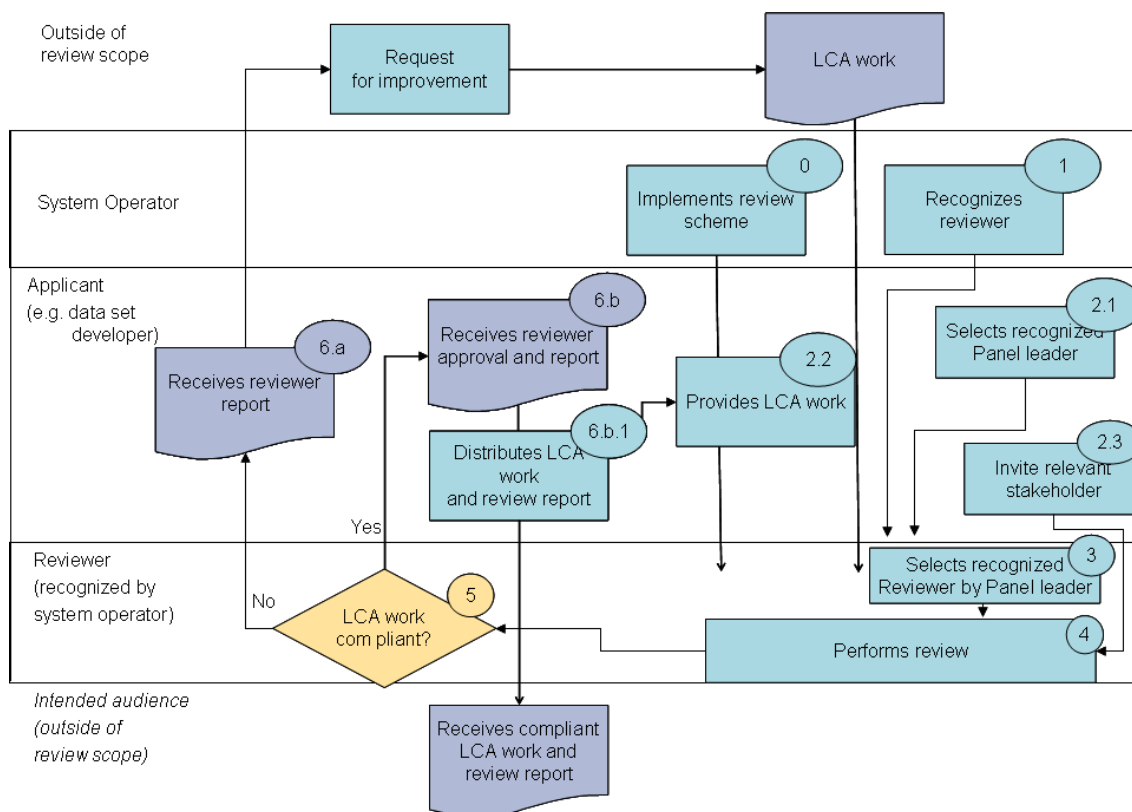 Outside of
review scope
Request
for improvement
LCA work
System Operator
0
Implements review
scheme
1
Recognizes
reviewer
Applicant
(e.g. data set
developer)
6.a
Receives reviewer
report
6.b
Receives reviewer
approval and report
6.b.1
Distributes LCA
work
and review report
2.2
Provides LCA work
2.1
Selects recognized
Panel leader
2.3
Invite relevant
stakeholder
Yes
No
Reviewer
(recognized by
system operator)
5
LCA work
com pliant?
3
Selects recognized
Reviewer by Panel leader
4
Performs review
Intended audience
(outside of
review scope)
Receives compliant
LCA work and
review report